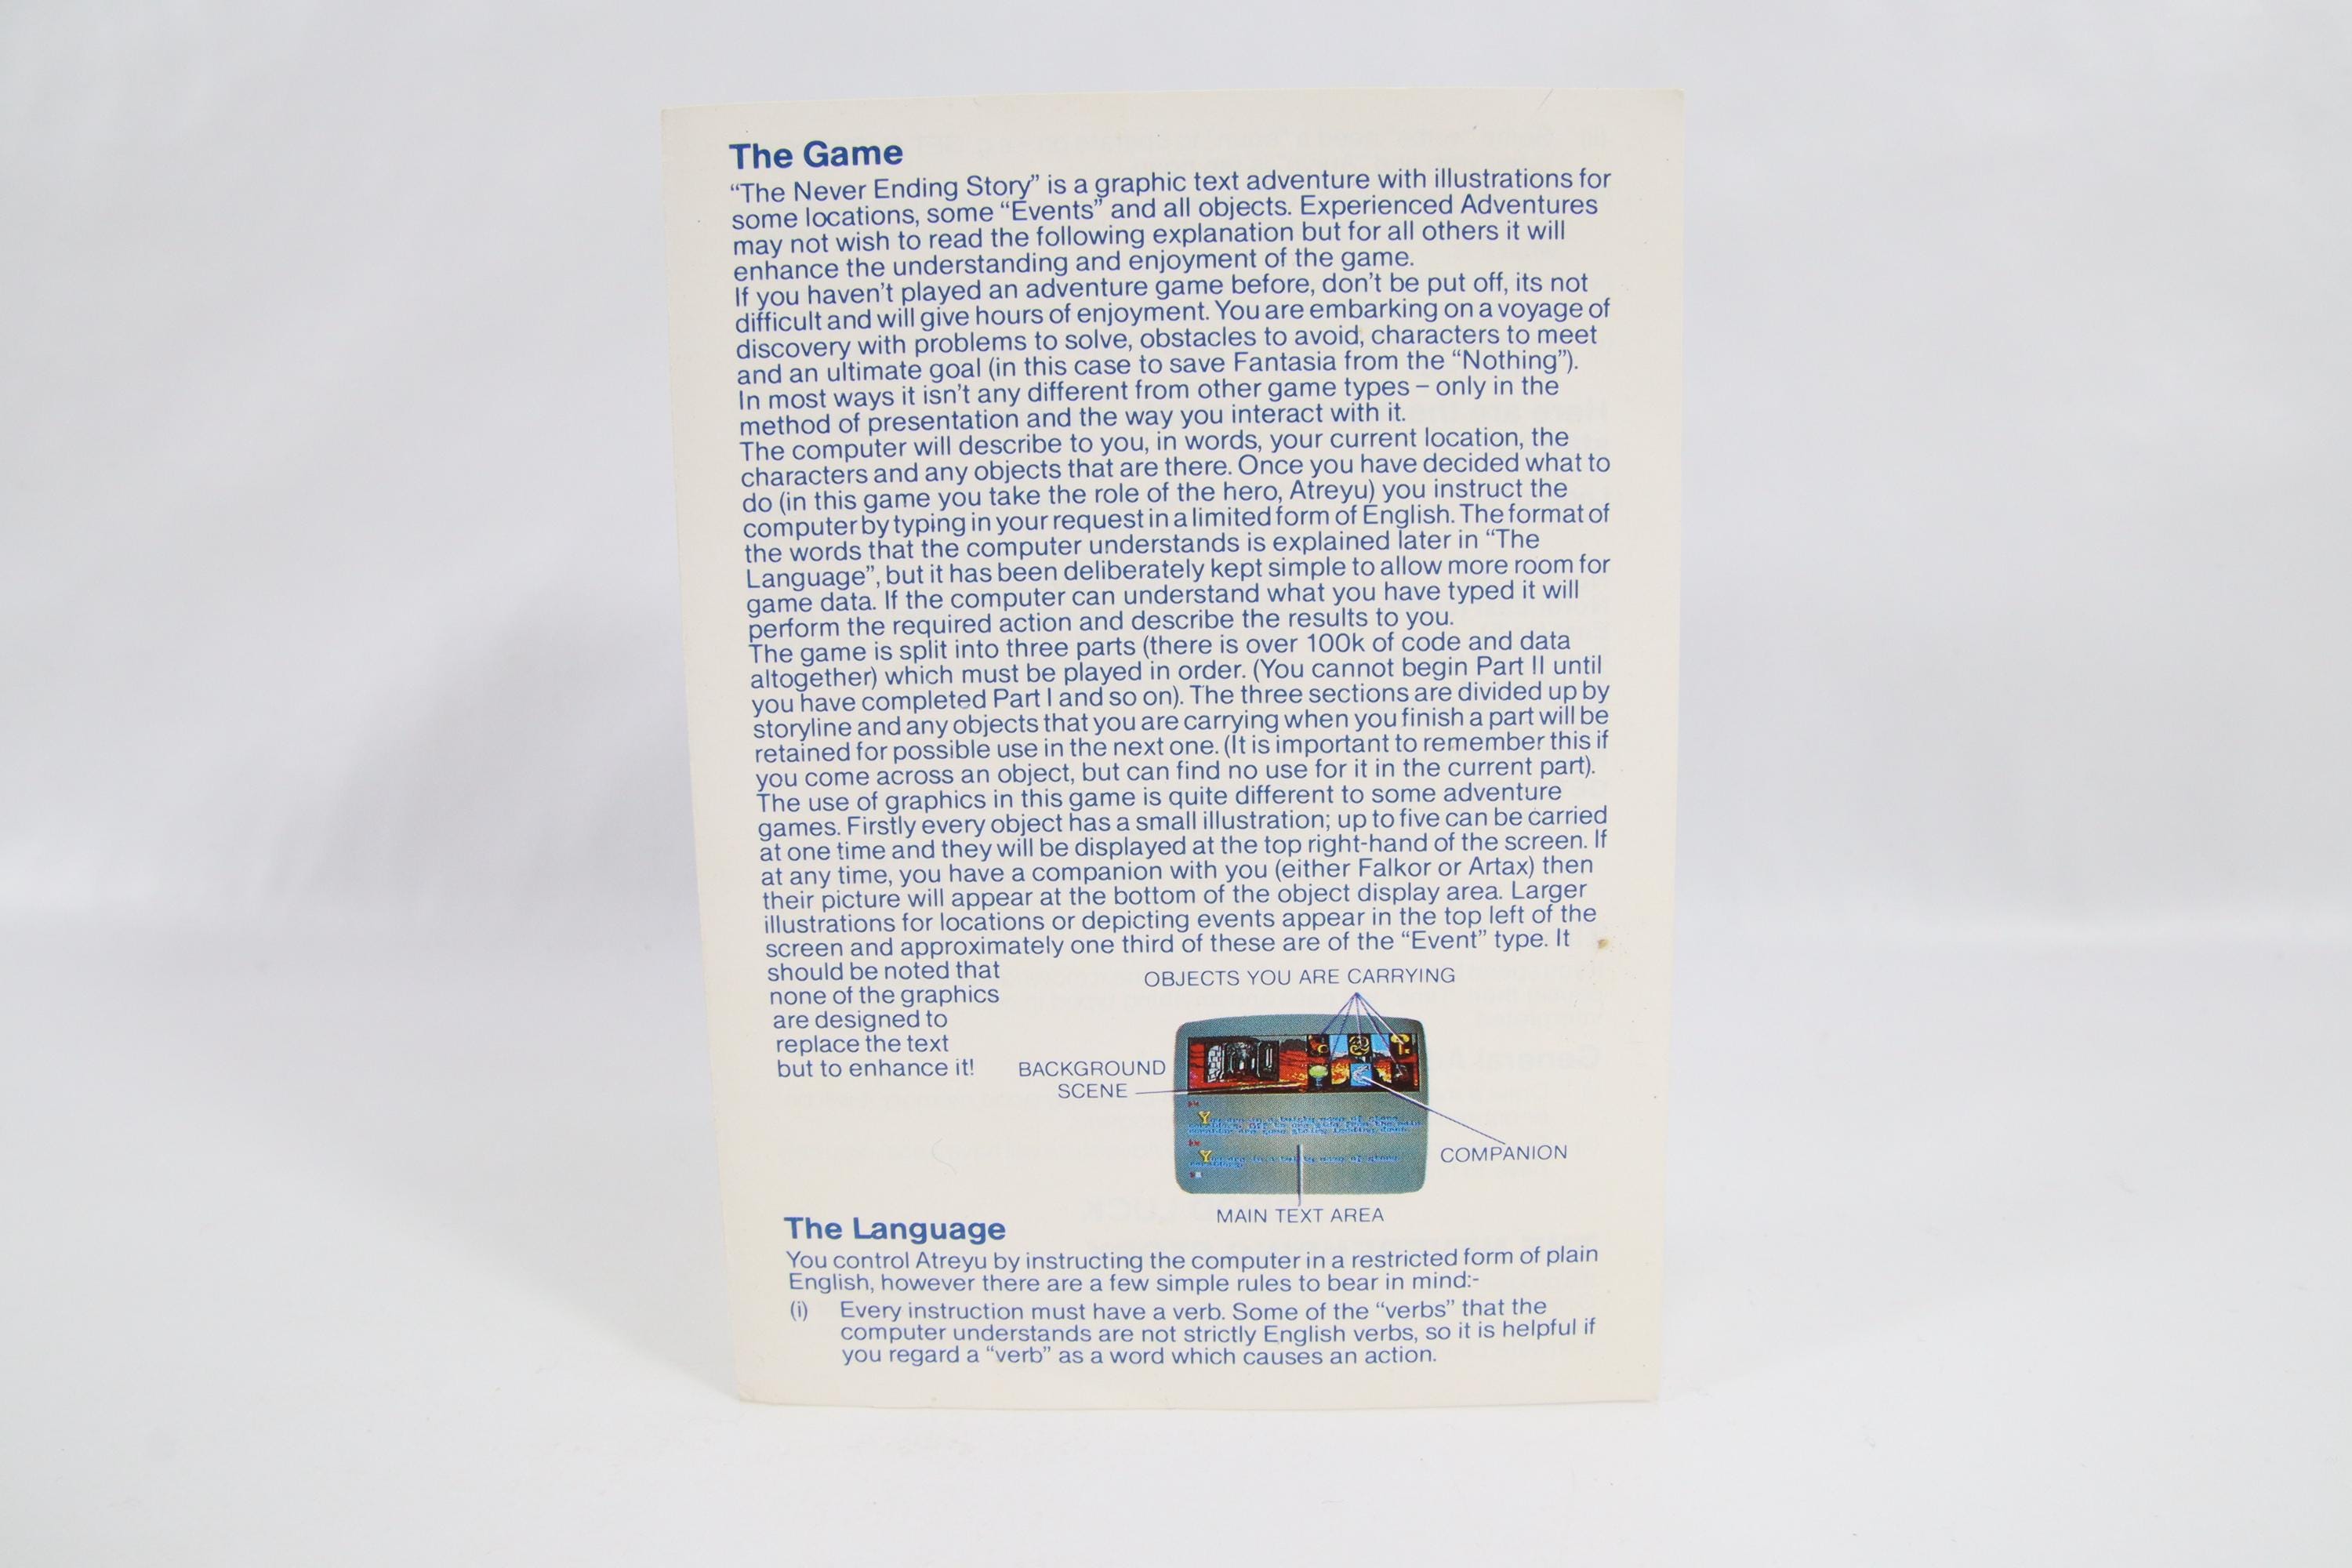 The Game
“The Never Ending Story” is a graphic text adventure with illustrations for
some locations, some “Events” and all objects. Experienced Adventures
may not wish to read the following explanation but for all others it will
enhance the understanding and enjoyment of the game.
If you haven't played an adventure game before, don't be put off, its not
difficult and will give hours of enjoyment. You are embarking on a voyage of
discovery with problems to solve, obstacles to avoid, characters to meet
and an ultimate goal (in this case to save Fantasia from the “Nothing”).
In most ways it isn't any different from other game types – only in the
method of presentation and the way you interact with it.
The computer will describe to you, in words, your current location, the
characters and any objects that are there. Once you have decided what to
do (in this game you take the role of the hero, Atreyu) you instruct the
computer by typing in your request in a limited form of English. The format of
the words that the computer understands is explained later in “The
Language”, but it has been deliberately kept simple to allow more room for
game data. If the computer can understand what you have typed it will
perform the required action and describe the results to you.
The game is split into three parts (there is over 100k of code and data
altogether) which must be played in order. (You cannot begin Part II until
you have completed Part I and so on). The three sections are divided up by
storyline and any objects that you are carrying when you finish a part will be
retained for possible use in the next one. (It is important to remember this if
you come across an object, but can find no use for it in the current part).
The use of graphics in this game is quite different to some adventure
games. Firstly every object has a small illustration; up to five can be carried
at one time and they will be displayed at the top right-hand of the screen. If
at any time, you have a companion with you (either Falkor or Artax) then
their picture will appear at the bottom of the object display area. Larger
illustrations for locations or depicting events appear in the top left of the
screen and approximately one third of these are of the “Event” type. It
should be noted that
none of the graphics
are designed to
replace the text
but to enhance it!
OBJECTS YOU ARE CARRYING
BACKGROUND
SCENE
COMPANION
MAIN TEXT AREA
The Language
You control Atreyu by instructing the computer in a restricted form of plain
English, however there are a few simple rules to bear in mind:-
(i) Every instruction must have a verb. Some of the “verbs” that the
computer understands are not strictly English verbs, so it is helpful if
you regard a “verb” as a word which causes an action.